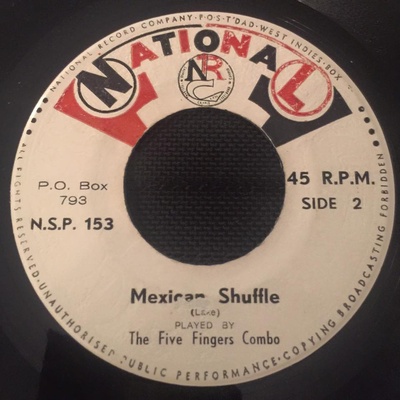 NATIONAL RECORD COMPANY·P·O·S·T'DAD·WEST INDIES·BOX
NATIONAL
NR
P.O. Box
793
45 R.P.M.
N.S.P. 153
SIDE 2
Mexican Shuffle
PLAYED BY
The Five Fingers Combo
ALL RIGHTS RESERVED·UNAUTHORISED PUBLIC PERFORMANCE·COPYING BROADCASTING FORBIDDEN